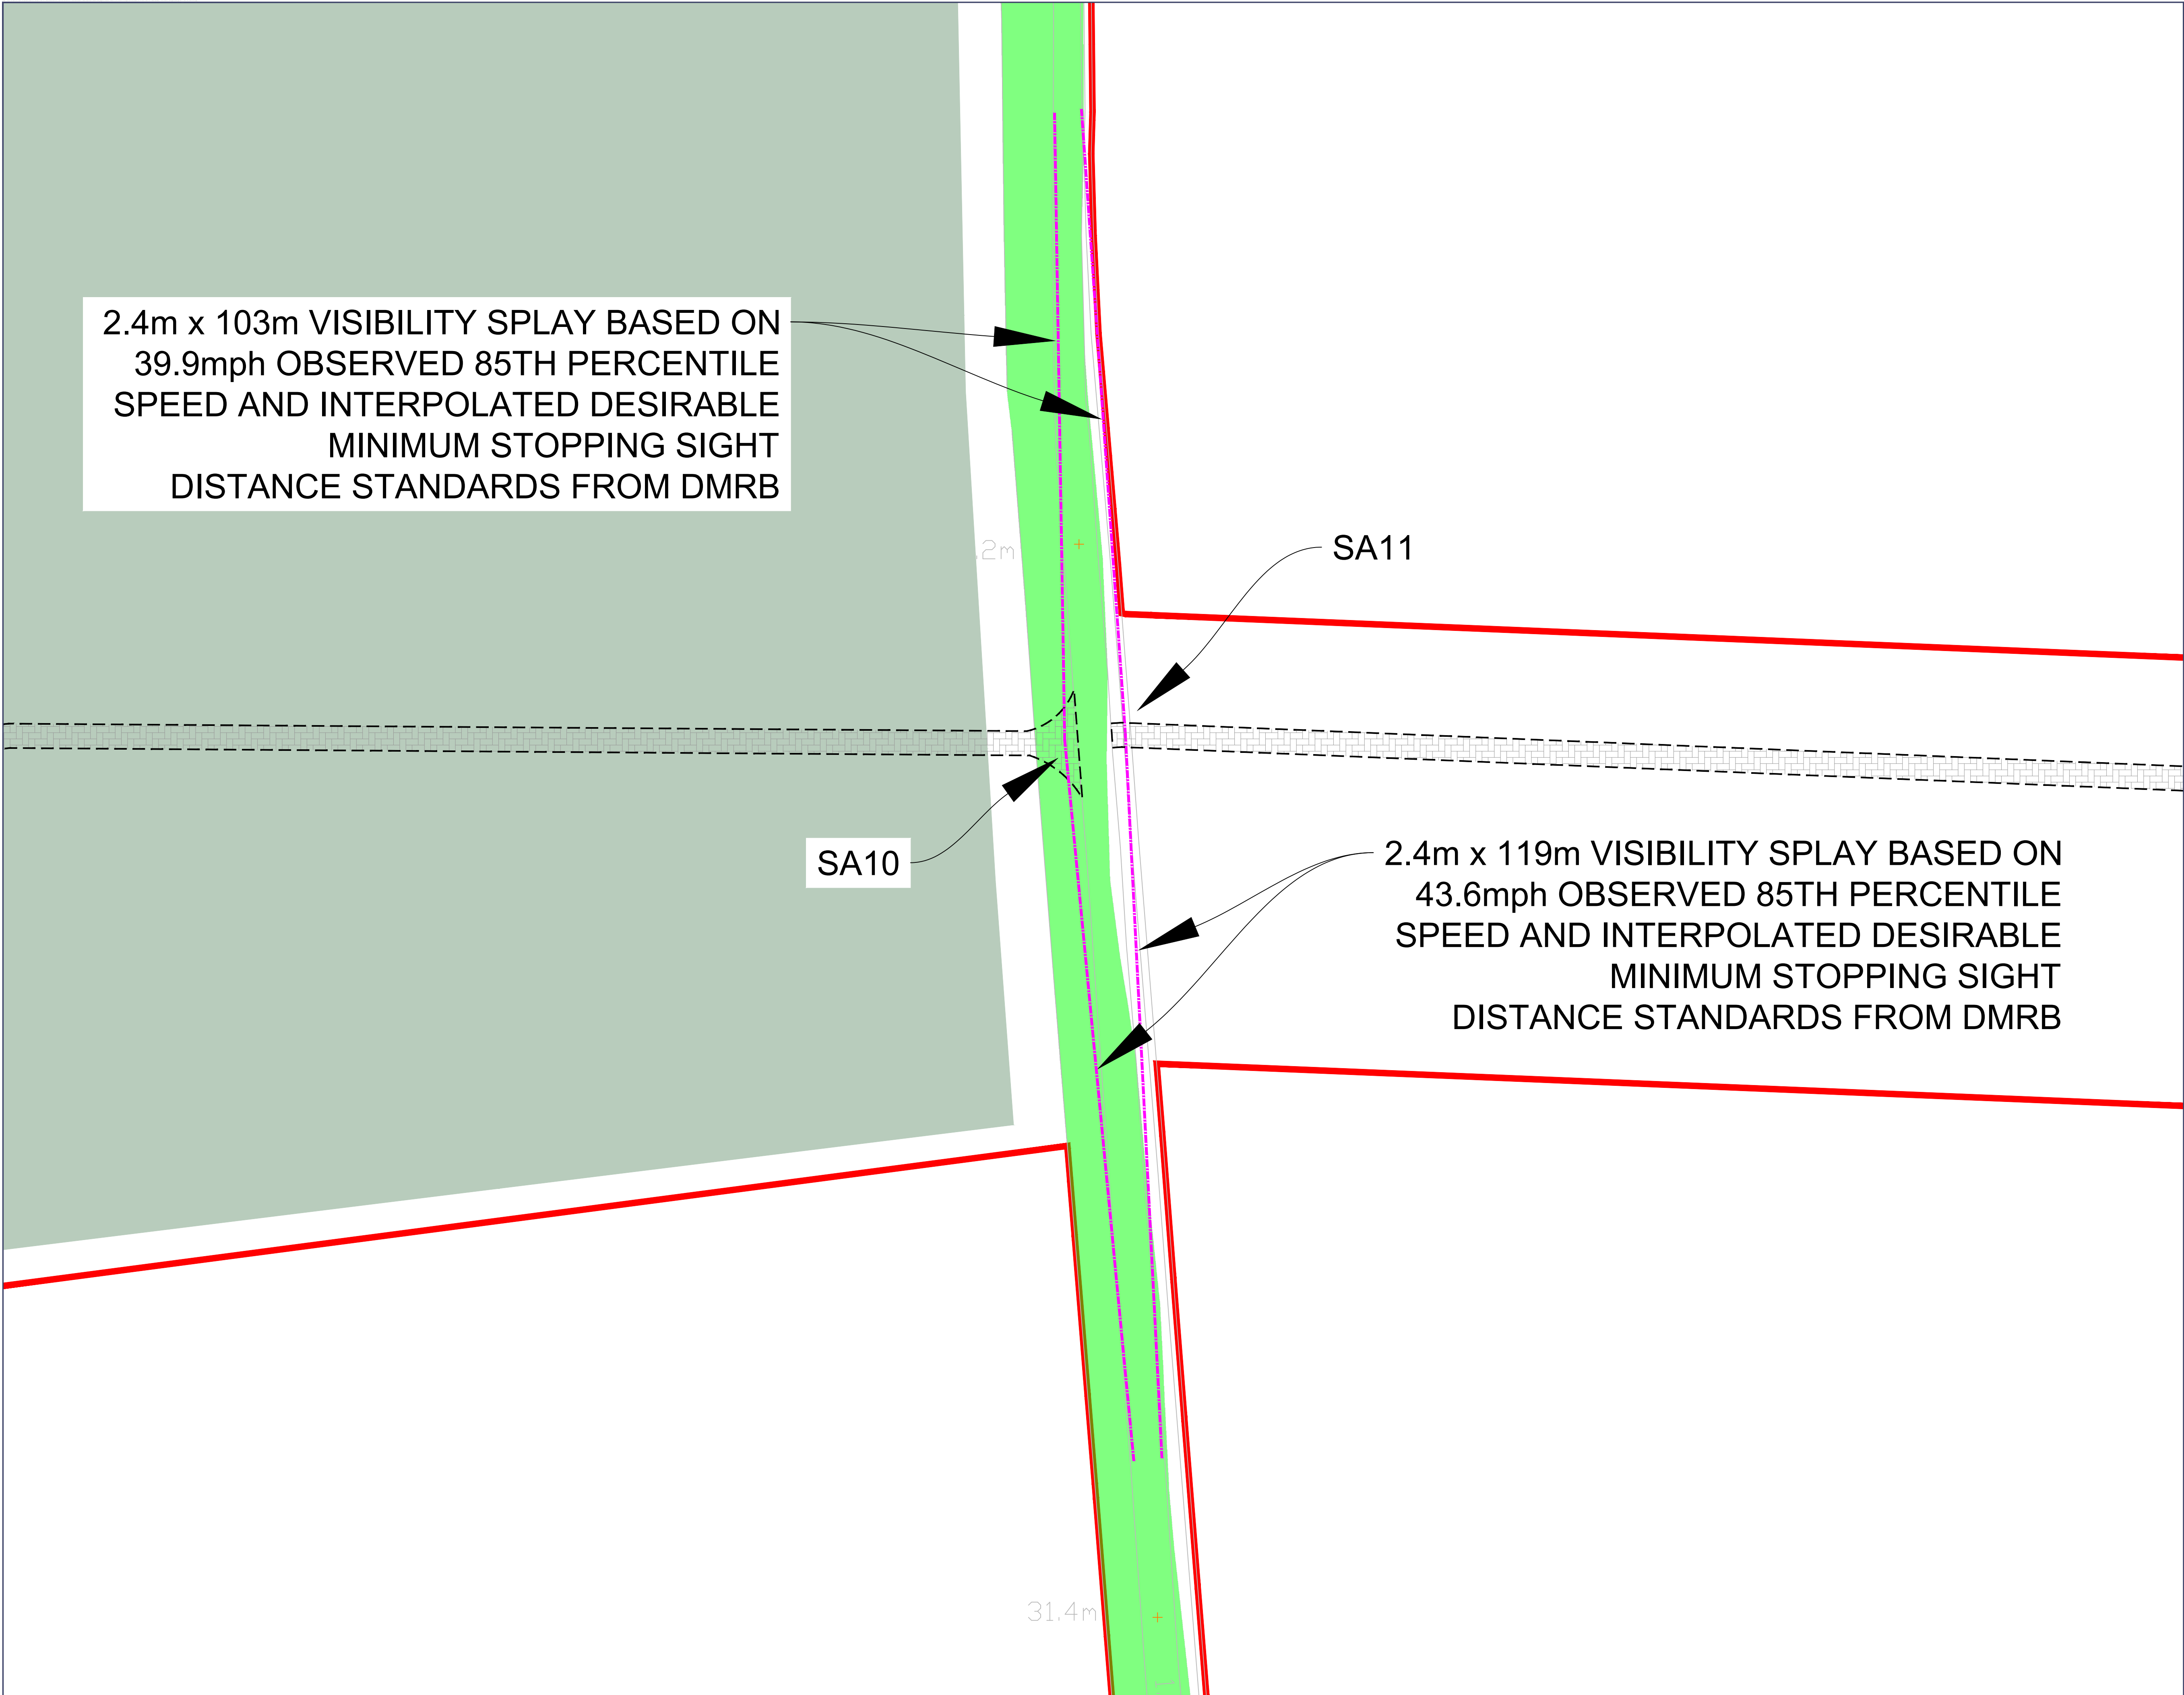 2.4m x 103m VISIBILITY SPLAY BASED ON
39.9mph OBSERVED 85TH PERCENTILE
SPEED AND INTERPOLATED DESIRABLE
MINIMUM STOPPING SIGHT
DISTANCE STANDARDS FROM DMRB
.2m
SA11
SA10
2.4m x 119m VISIBILITY SPLAY BASED ON
43.6mph OBSERVED 85TH PERCENTILE
SPEED AND INTERPOLATED DESIRABLE
MINIMUM STOPPING SIGHT
DISTANCE STANDARDS FROM DMRB
31.4m